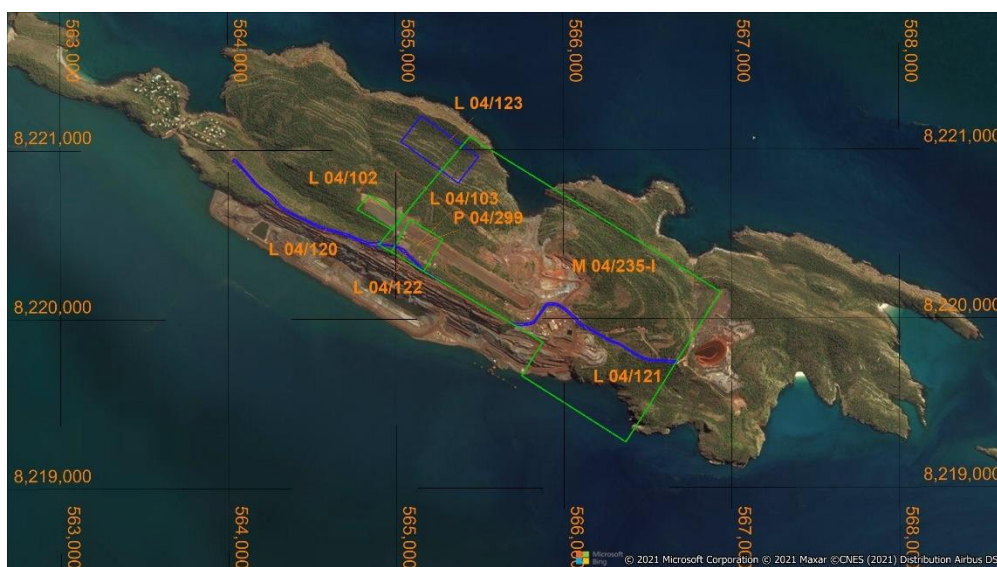 563,000
564,000
565,000
566,000
567,000
568,000
L 04/123
8,221,000
8,221,000
L 04/102
L 04/103
P 04/299
L 04/120
M 04/235-I
L 04/122
8,220,000
8,220,000
L 04/121
8,219,000
8,219,000
563,000
564,000
565,000
566,000
567,000
568,000
Microsoft
Bing
© 2021 Microsoft Corporation © 2021 Maxar ©CNES (2021) Distribution Airbus DS